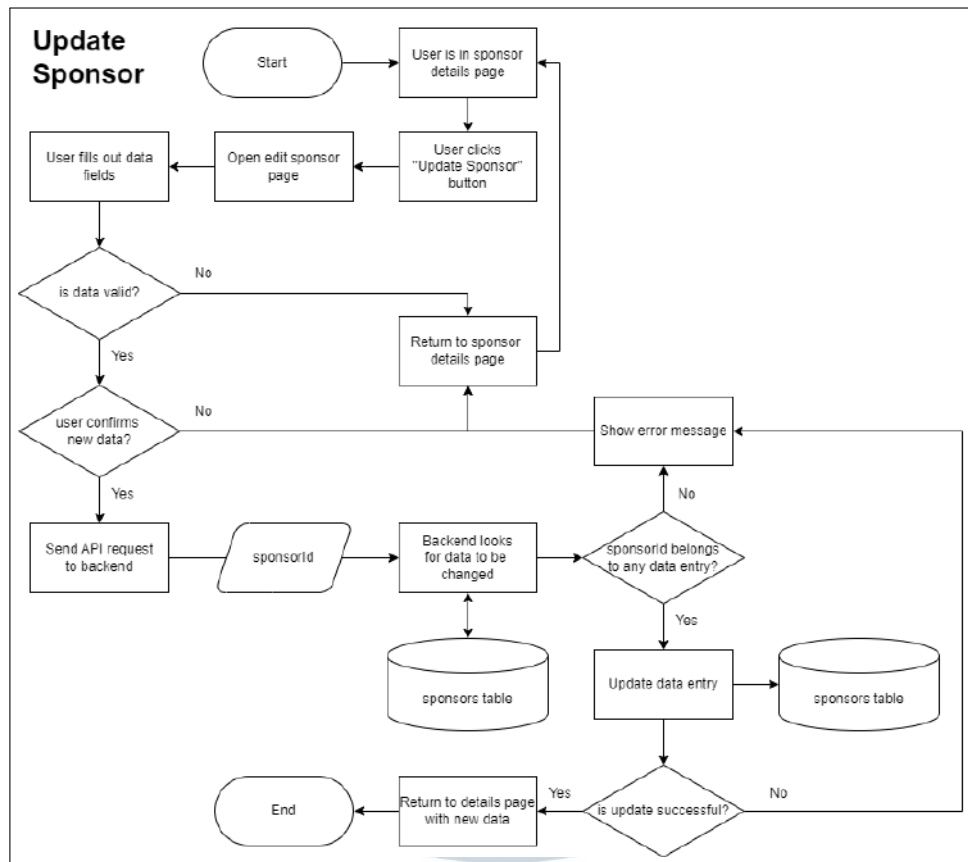 Update
Sponsor
Start
User is in sponsor
details page
User clicks
"Update Sponsor"
button
Open edit sponsor
page
User fills out data
fields
is data valid?
No
Yes
Return to sponsor
details page
user confirms
new data?
No
Yes
Show error message
Send API request
to backend
sponsorId
Backend looks
for data to be
changed
sponsorId belongs
to any data entry?
No
Yes
sponsors table
Update data entry
sponsors table
is update successful?
No
Yes
Return to details page
with new data
End